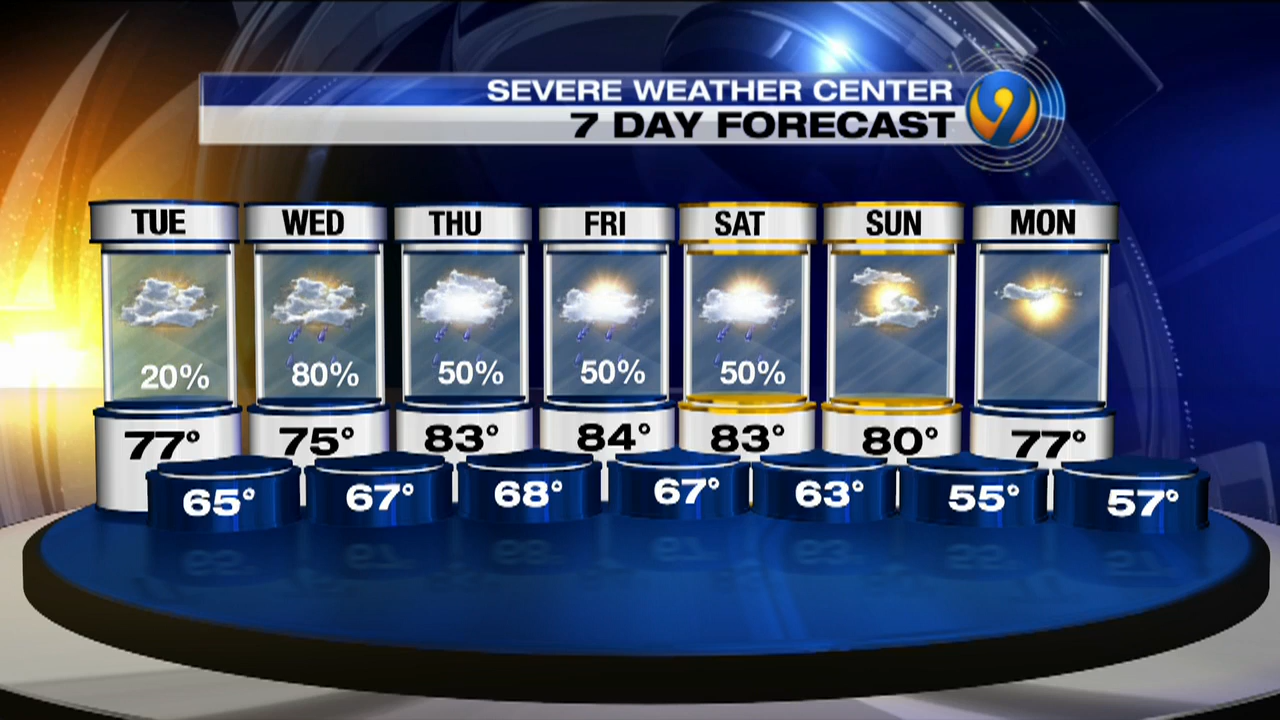 SEVERE WEATHER CENTER
7 DAY FORECAST
9
TUE WED THU FRI SAT SUN MON
20% 80% 50% 50% 50%
77° 75° 83° 84° 83° 80° 77°
65° 67° 68° 67° 63° 55° 57°